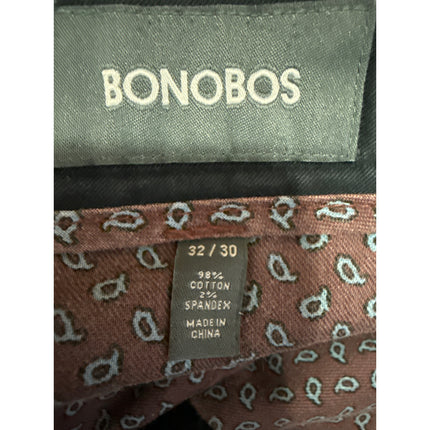 BONOBOS
32 / 30
98%
COTTON
2%
SPANDEX
MADE IN
CHINA